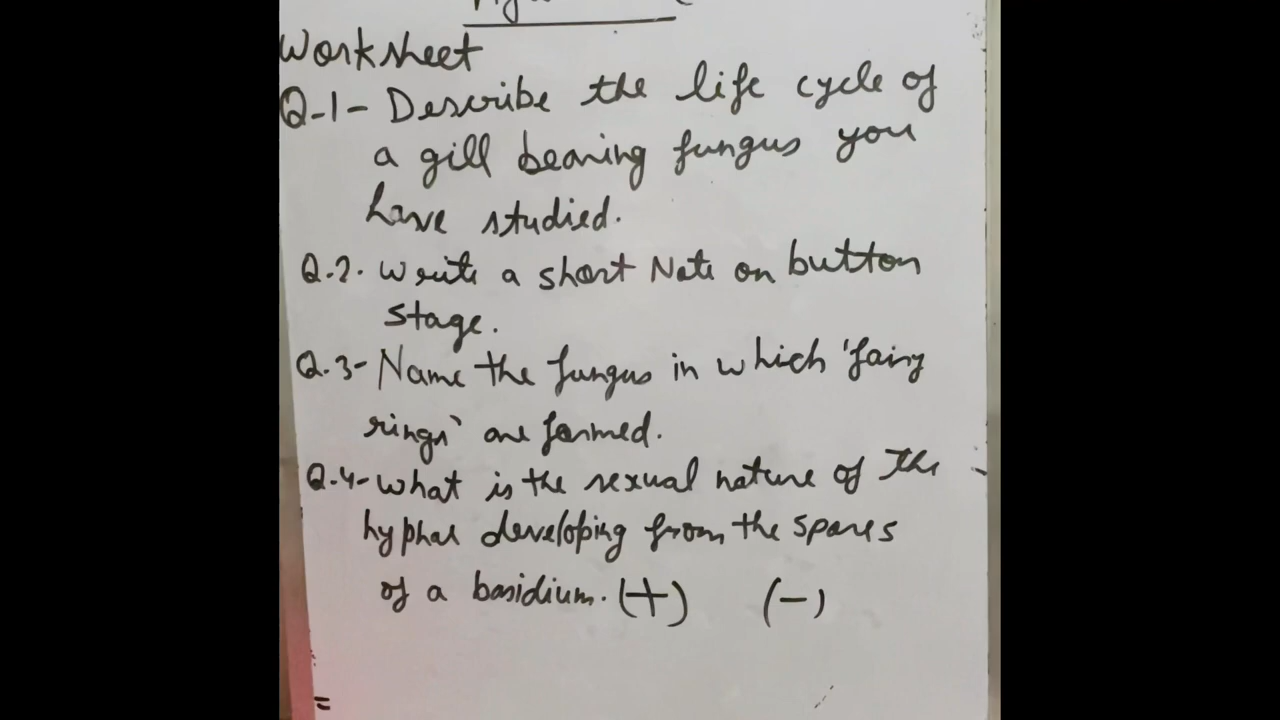 Worksheet
Q-1- Describe the life cycle of
a gill bearing fungus you
have studied.
Q.2. Write a short Note on button
stage.
Q.3- Name the fungus in which 'fairy
rings' are formed.
Q.4- What is the sexual nature of the
hyphae developing from the spores
of a basidium. (+) (-)
=